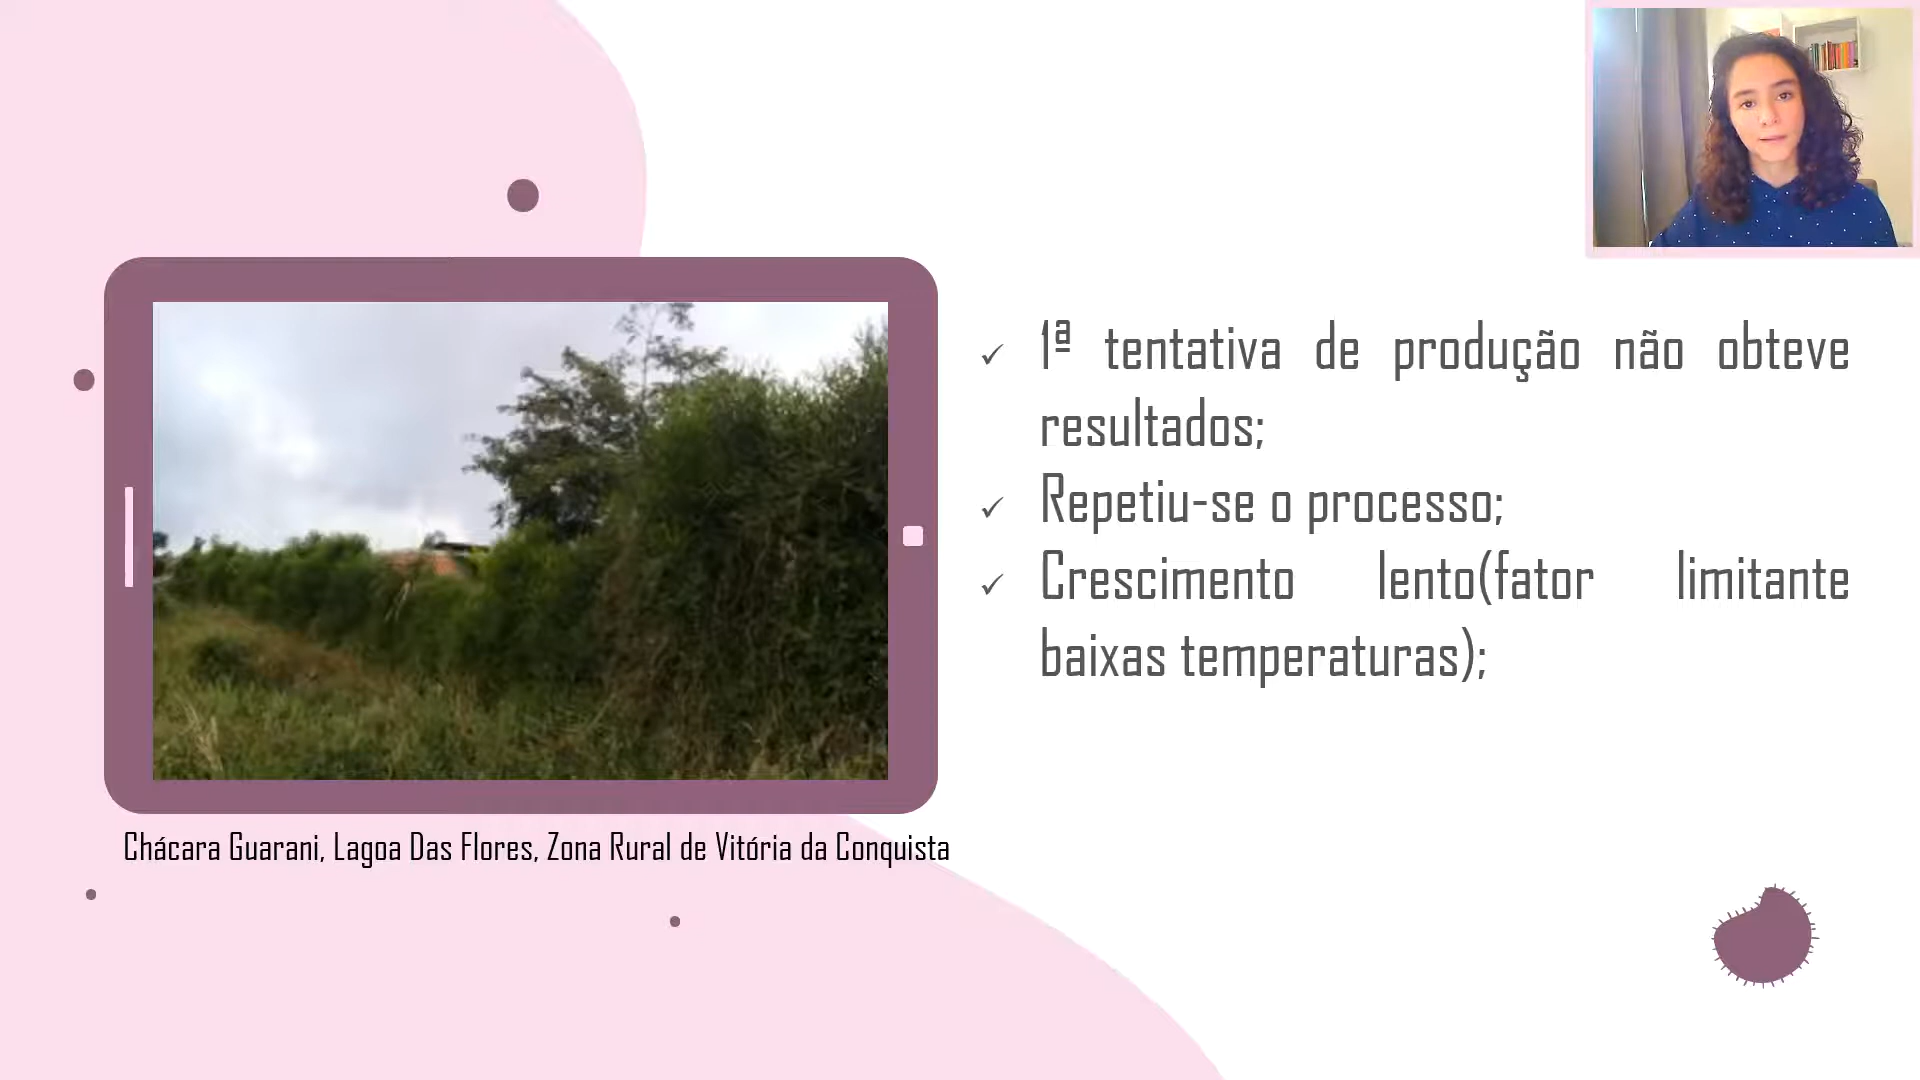 ✓ 1ª tentativa de produção não obteve
resultados;
✓ Repetiu-se o processo;
✓ Crescimento lento(fator limitante
baixas temperaturas);
Chácara Guarani, Lagoa Das Flores, Zona Rural de Vitória da Conquista